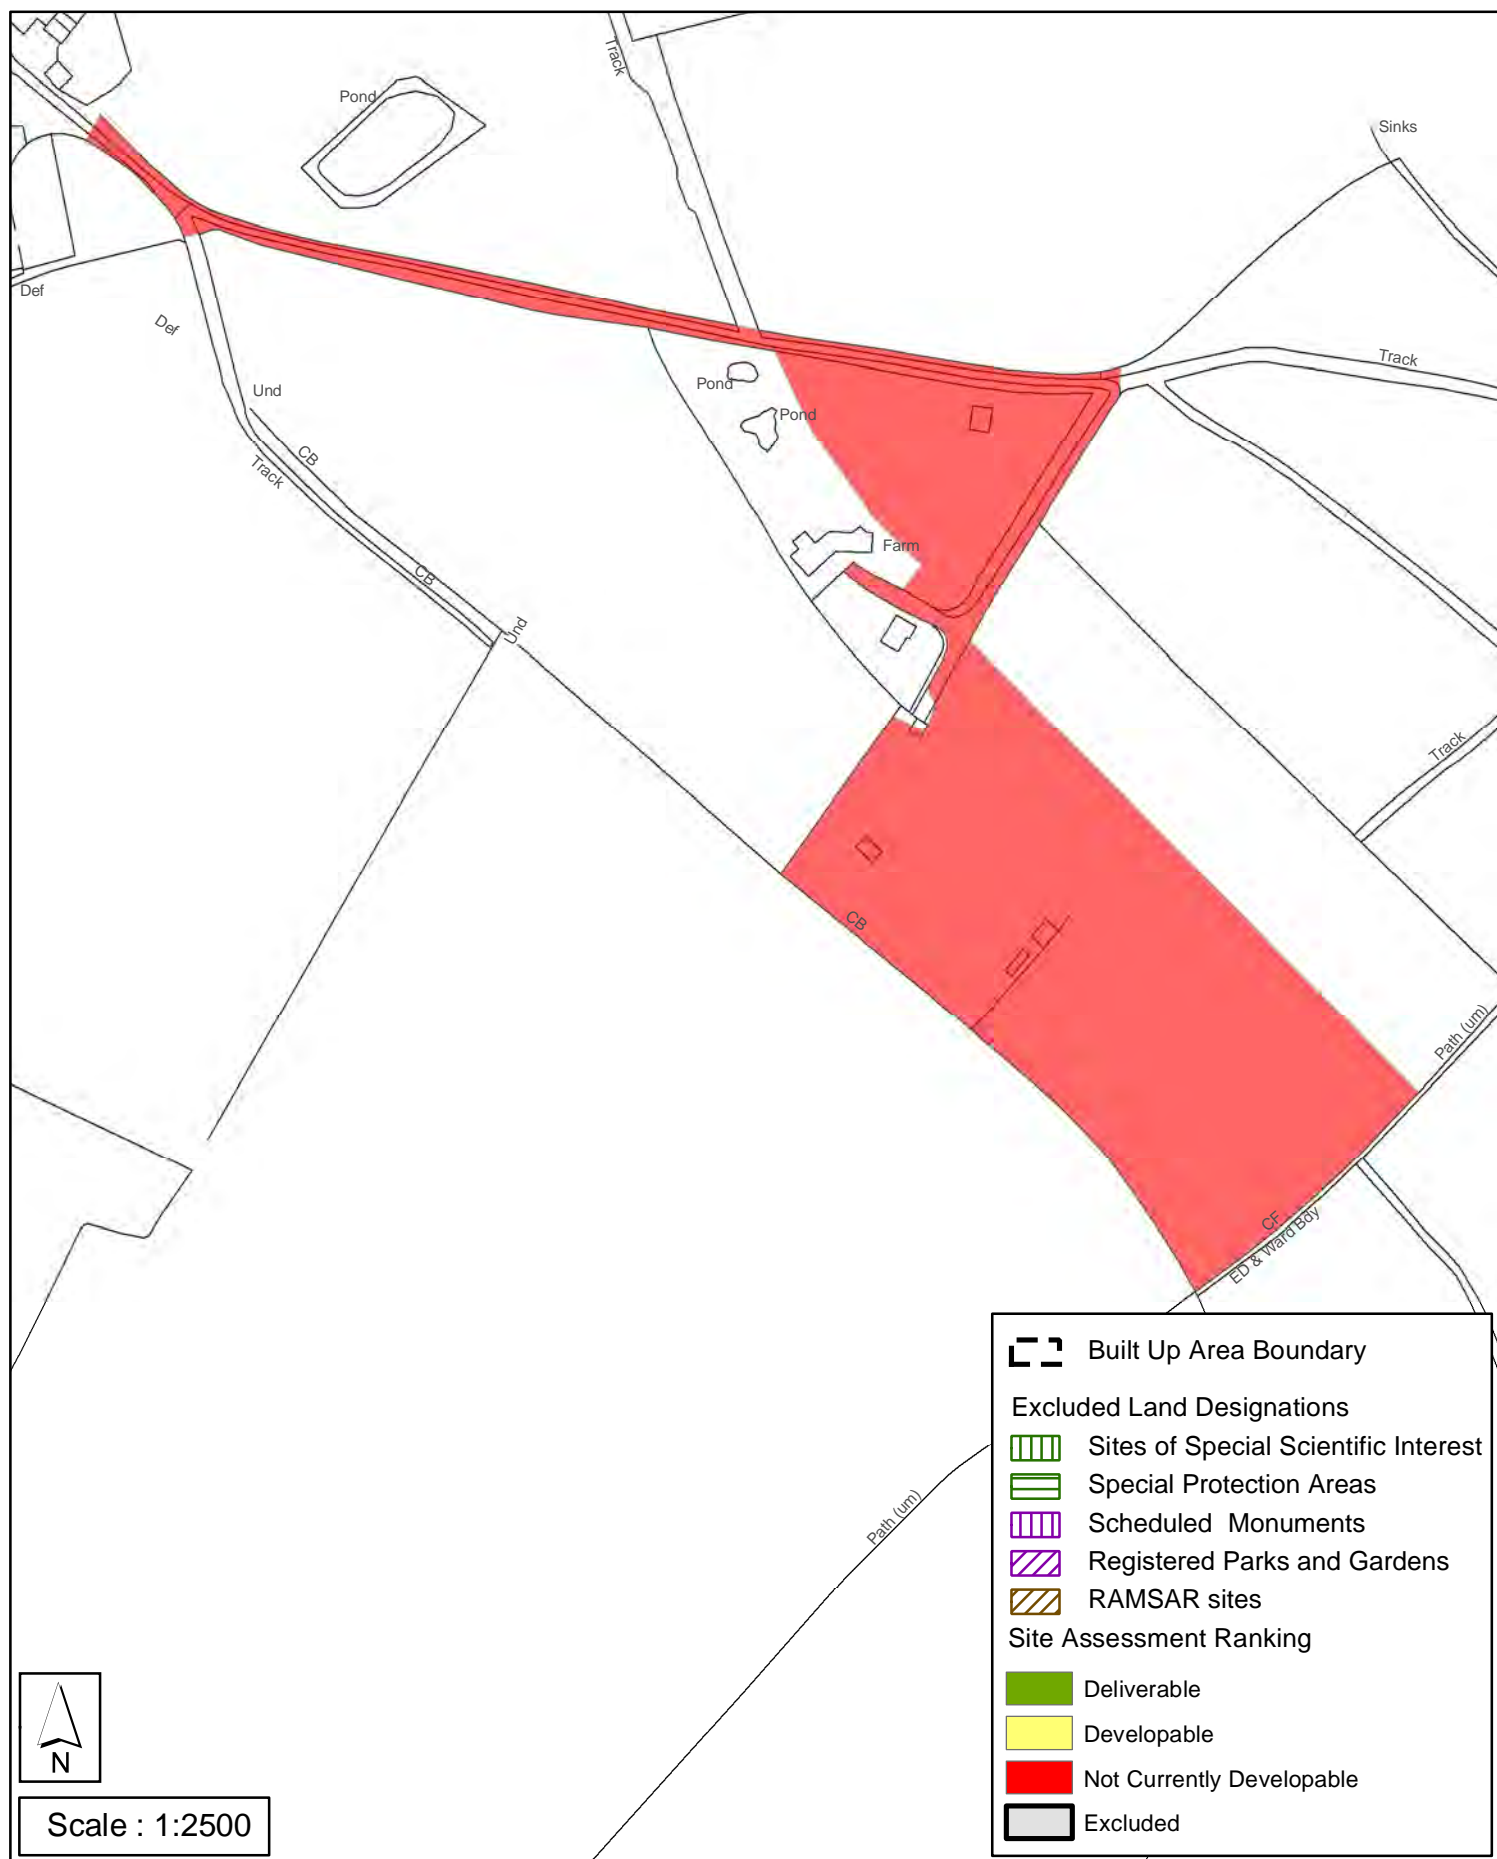 Track
Pond
Sinks
Def
Def
Track
Und
Pond
Pond
CB
Track
Farm
CB
Und
Track
CB
Path (um)
CF
ED & Ward Bdy
Path (um)
Built Up Area Boundary
Excluded Land Designations
Sites of Special Scientific Interest
Special Protection Areas
Scheduled Monuments
Registered Parks and Gardens
RAMSAR sites
Site Assessment Ranking
Deliverable
Developable
Not Currently Developable
Excluded
N
Scale : 1:2500